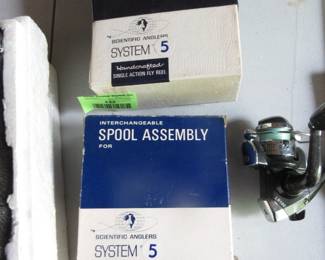 SCIENTIFIC ANGLERS
SYSTEM 5
Handcrafted
SINGLE ACTION FLY REEL
INTERCHANGEABLE
SPOOL ASSEMBLY
FOR
SCIENTIFIC ANGLERS
SYSTEM 5